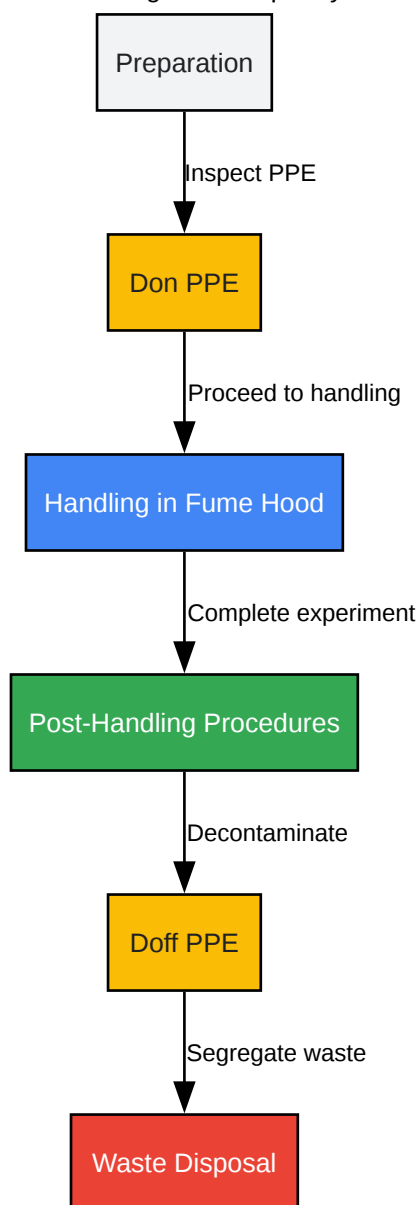 Preparation
Inspect PPE
Don PPE
Proceed to handling
Handling in Fume Hood
Complete experiment
Post-Handling Procedures
Decontaminate
Doff PPE
Segregate waste
Waste Disposal